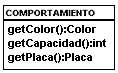 COMPORTAMIENTO
getColor():Color
getCapacidad():int
getPlaca():Placa